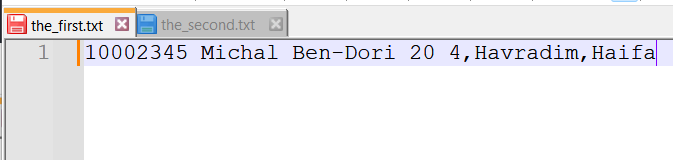 the_first.txt the_second.txt
1 10002345 Michal Ben-Dori 20 4,Havradim,Haifa